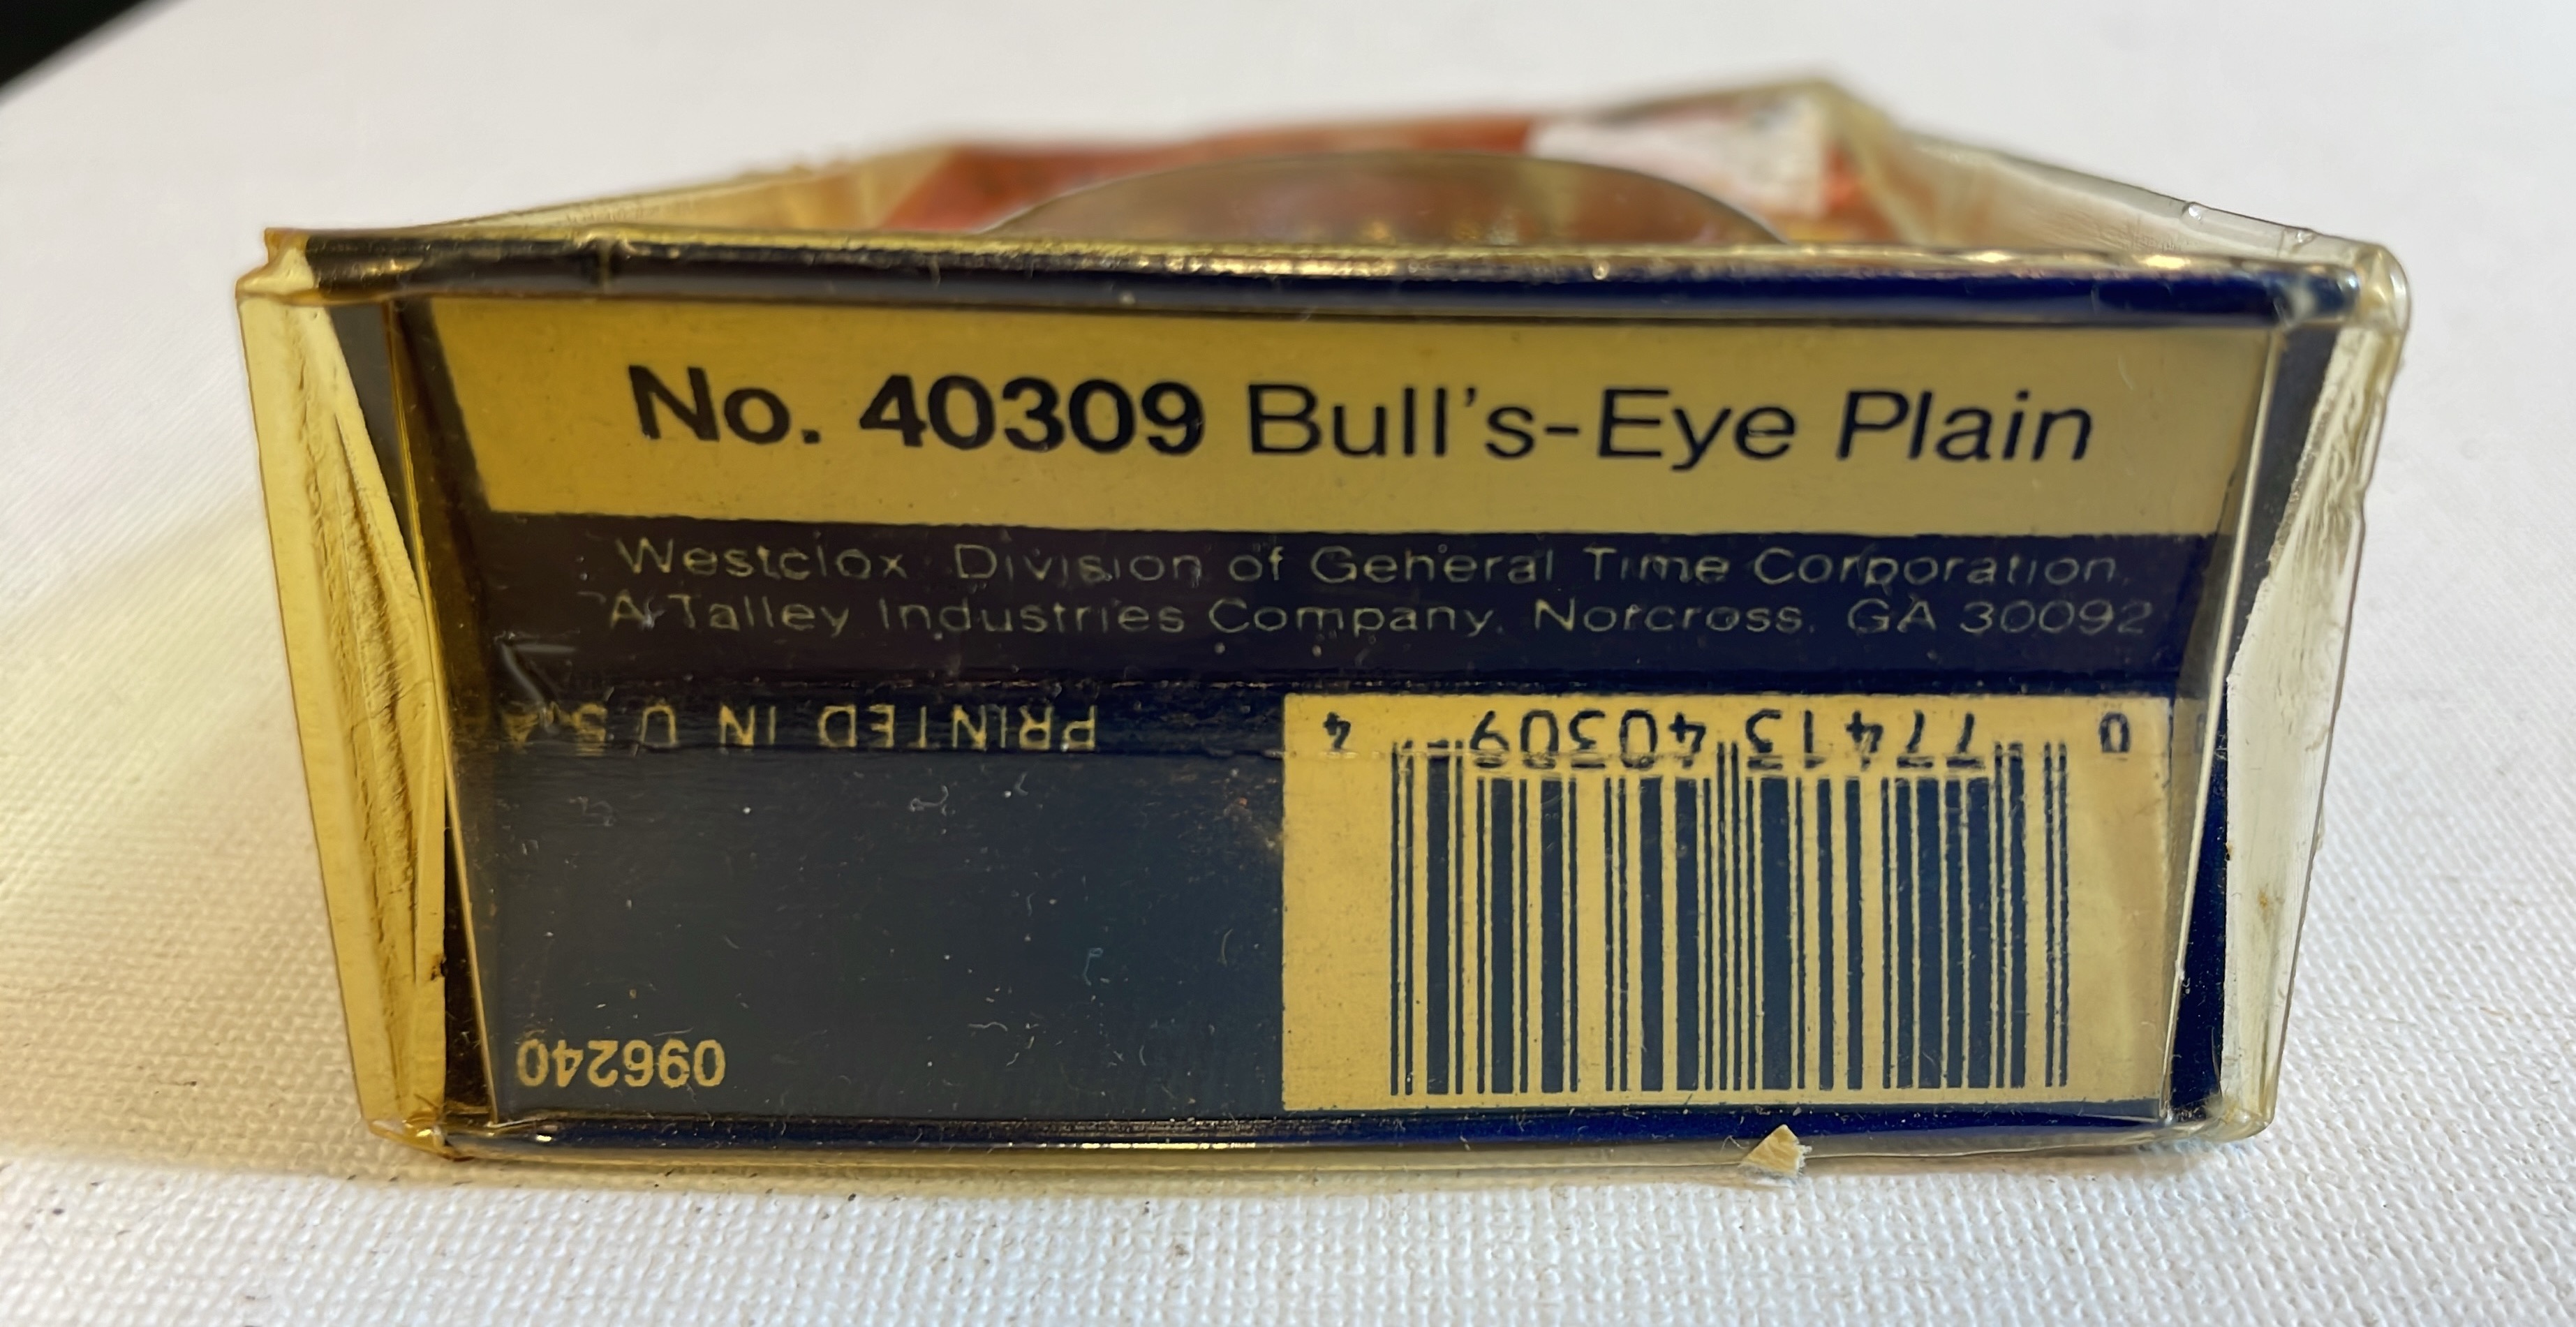 No. 40309 Bull's-Eye Plain
Westclox Division of General Time Corporation,
A Talley Industries Company, Norcross, GA 30092
PRINTED IN U.S.A.
0 77413 40309 4
096240